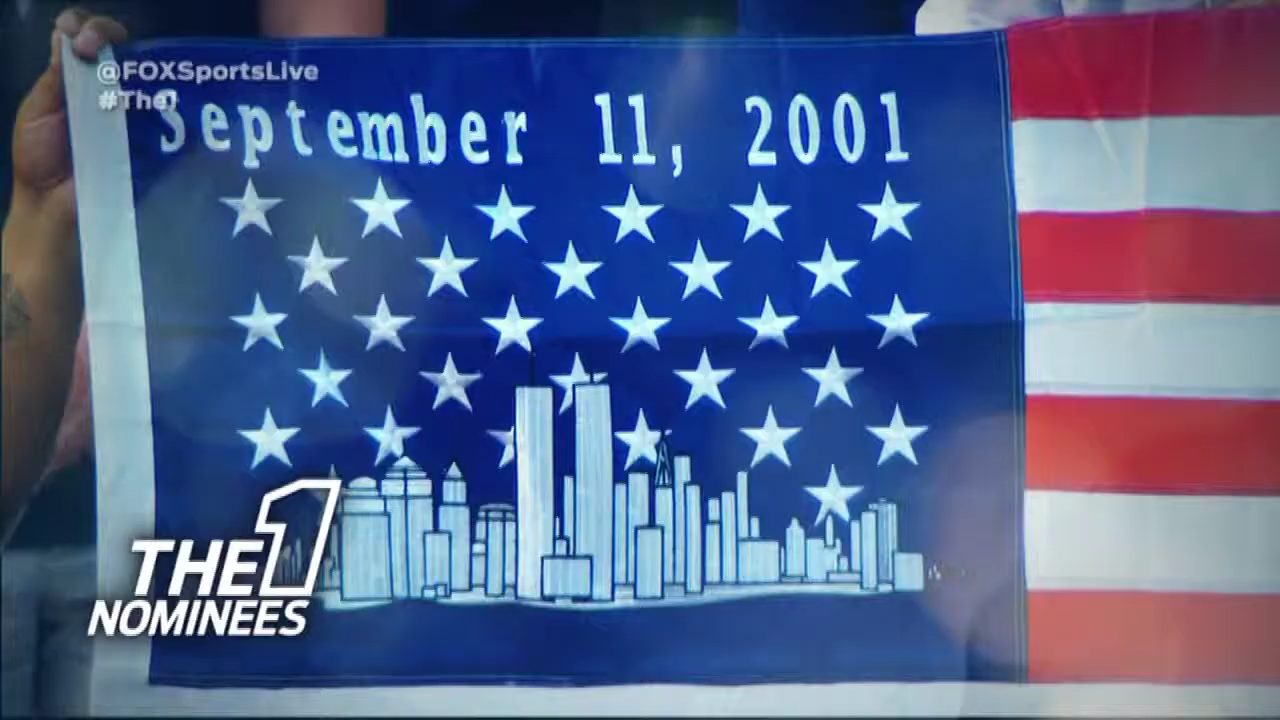 @FOXSportsLive
#The1
September 11, 2001
THE 1
NOMINEES